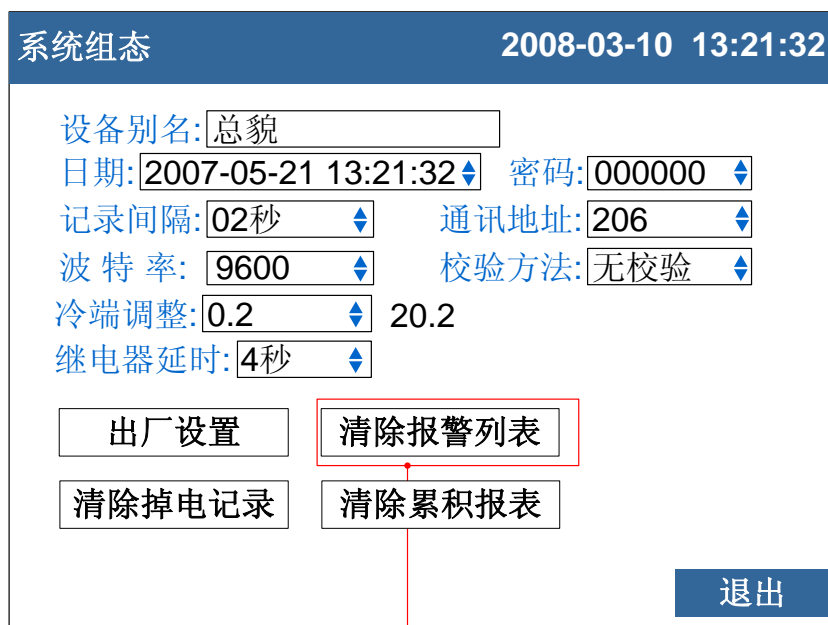 系统组态 2008-03-10 13:21:32
设备别名: 总貌
日期: 2007-05-21 13:21:32 密码: 000000
记录间隔: 02秒 通讯地址: 206
波特率: 9600 校验方法: 无校验
冷端调整: 0.2 20.2
继电器延时: 4秒
出厂设置 清除报警列表
清除掉电记录 清除累积报表
退出